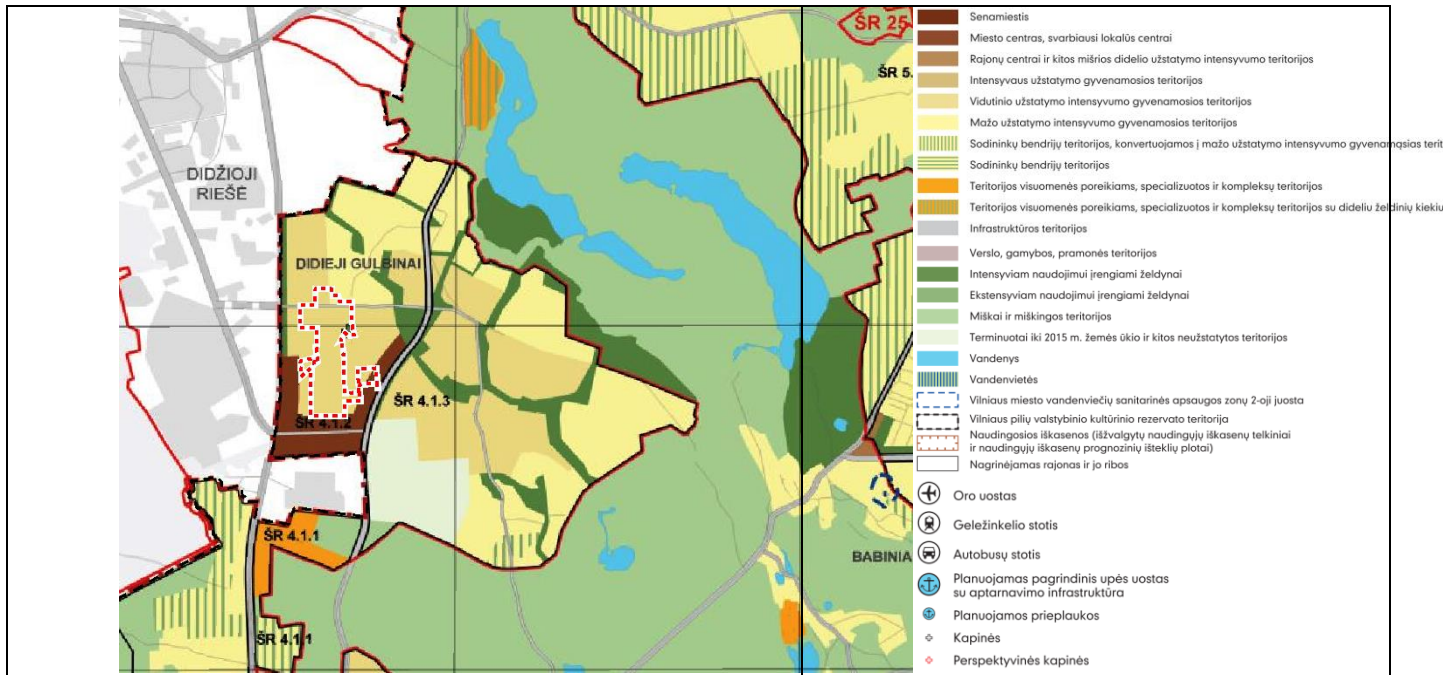 ŠR 25
ŠR 5.
DIDŽIOJI
RIEŠĖ
DIDIEJI GULBINAI
ŠR 4.1.3
ŠR 4.1.2
ŠR 4.1.1
BABINIA
ŠR 4.1.1
Senamiestis
Miesto centras, svarbiausi lokalūs centrai
Rajonų centrai ir kitos mišrios didelio užstatymo intensyvumo teritorijos
Intensyvaus užstatymo gyvenamosios teritorijos
Vidutinio užstatymo intensyvumo gyvenamosios teritorijos
Mažo užstatymo intensyvumo gyvenamosios teritorijos
Sodininkų bendrijų teritorijos, konvertuojamos į mažo užstatymo intensyvumo gyvenamąsias terit
Sodininkų bendrijų teritorijos
Teritorijos visuomenės poreikiams, specializuotos ir kompleksų teritorijos
Teritorijos visuomenės poreikiams, specializuotos ir kompleksų teritorijos su dideliu želdinių kiekiu
Infrastruktūros teritorijos
Verslo, gamybos, pramonės teritorijos
Intensyviam naudojimui įrengiami želdynai
Ekstensyviam naudojimui įrengiami želdynai
Miškai ir miškingos teritorijos
Terminuotai iki 2015 m. žemės ūkio ir kitos neužstatytos teritorijos
Vandenys
Vandenvietės
Vilniaus miesto vandenviečių sanitarinės apsaugos zonų 2-oji juosta
Vilniaus pilių valstybinio kultūrinio rezervato teritorija
Naudingosios iškasenos (išžvalgytų naudingųjų iškasenų telkiniai
ir naudingųjų iškasenų prognozinių išteklių plotai)
Nagrinėjamas rajonas ir jo ribos
Oro uostas
Geležinkelio stotis
Autobusų stotis
Planuojamas pagrindinis upės uostas
su aptarnavimo infrastruktūra
Planuojamos prieplaukos
Kapinės
Perspektyvinės kapinės